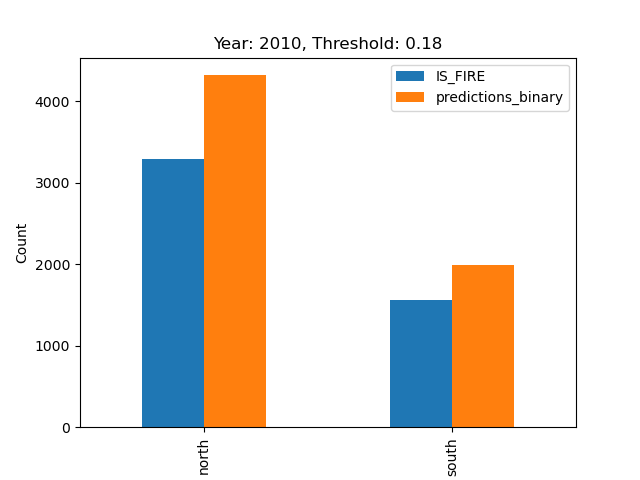 Year: 2010, Threshold: 0.18
IS_FIRE
predictions_binary
4000
3000
2000
1000
0
Count
north
south